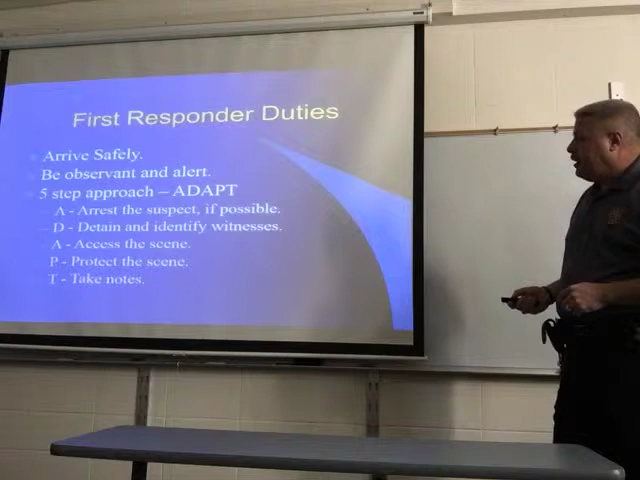 First Responder Duties
Arrive Safely.
Be observant and alert.
5 step approach – ADAPT
– A - Arrest the suspect, if possible.
– D - Detain and identify witnesses.
– A - Access the scene.
P - Protect the scene.
T - Take notes.